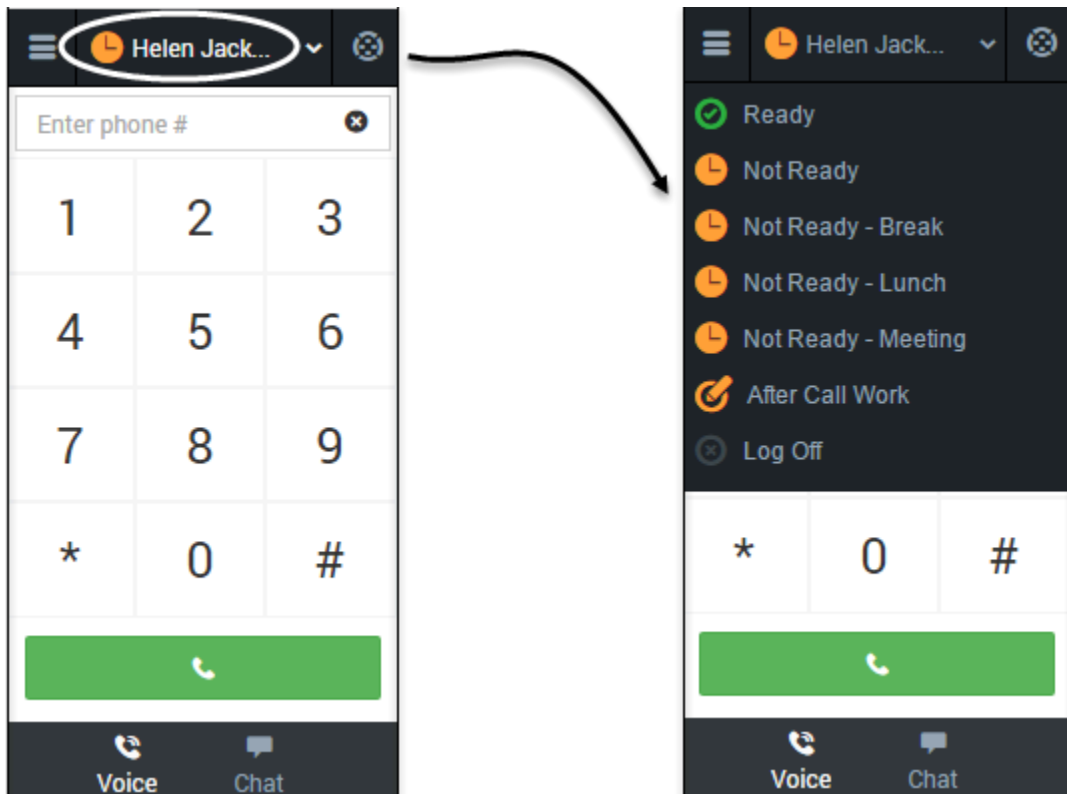 Helen Jack...
Enter phone #
1 2 3
4 5 6
7 8 9
* 0 #
Voice Chat
Helen Jack...
Ready
Not Ready
Not Ready - Break
Not Ready - Lunch
Not Ready - Meeting
After Call Work
Log Off
* 0 #
Voice Chat